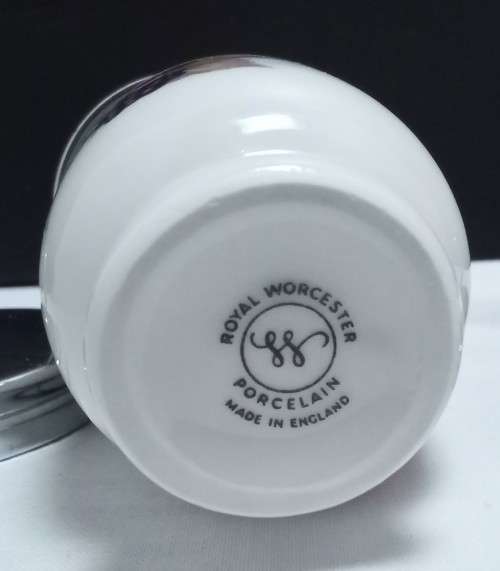 ROYAL WORCESTER
PORCELAIN
MADE IN ENGLAND